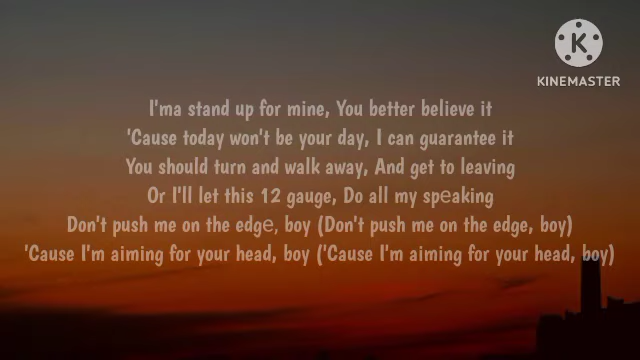 KINEMASTER
I'ma stand up for mine, You better believe it
'Cause today won't be your day, I can guarantee it
You should turn and walk away, And get to leaving
Or I'll let this 12 gauge, Do all my speaking
Don't push me on the edge, boy (Don't push me on the edge, boy)
'Cause I'm aiming for your head, boy ('Cause I'm aiming for your head, boy)